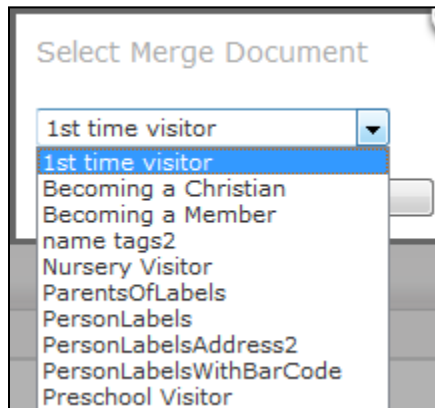 Select Merge Document
1st time visitor
1st time visitor
Becoming a Christian
Becoming a Member
name tags2
Nursery Visitor
ParentsOfLabels
PersonLabels
PersonLabelsAddress2
PersonLabelsWithBarCode
Preschool Visitor